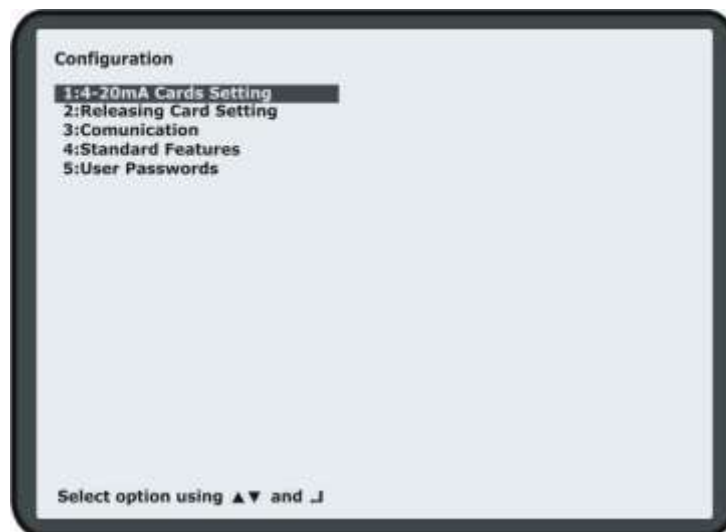 Configuration
1:4-20mA Cards Setting
2:Releasing Card Setting
3:Comunication
4:Standard Features
5:User Passwords
Select option using ▲▼ and ↵